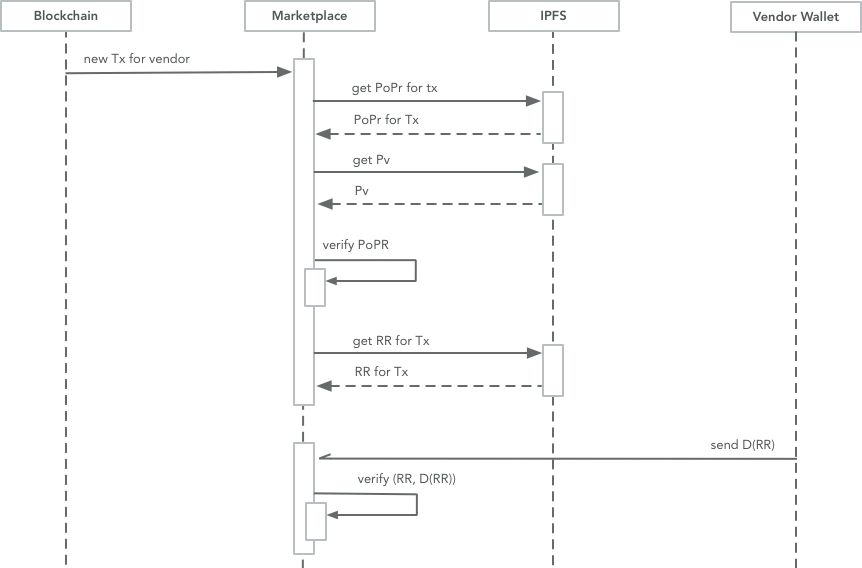 Blockchain
Marketplace
IPFS
Vendor Wallet
new Tx for vendor
get PoPr for tx
PoPr for Tx
get Pv
Pv
verify PoPR
get RR for Tx
RR for Tx
send D(RR)
verify (RR, D(RR))